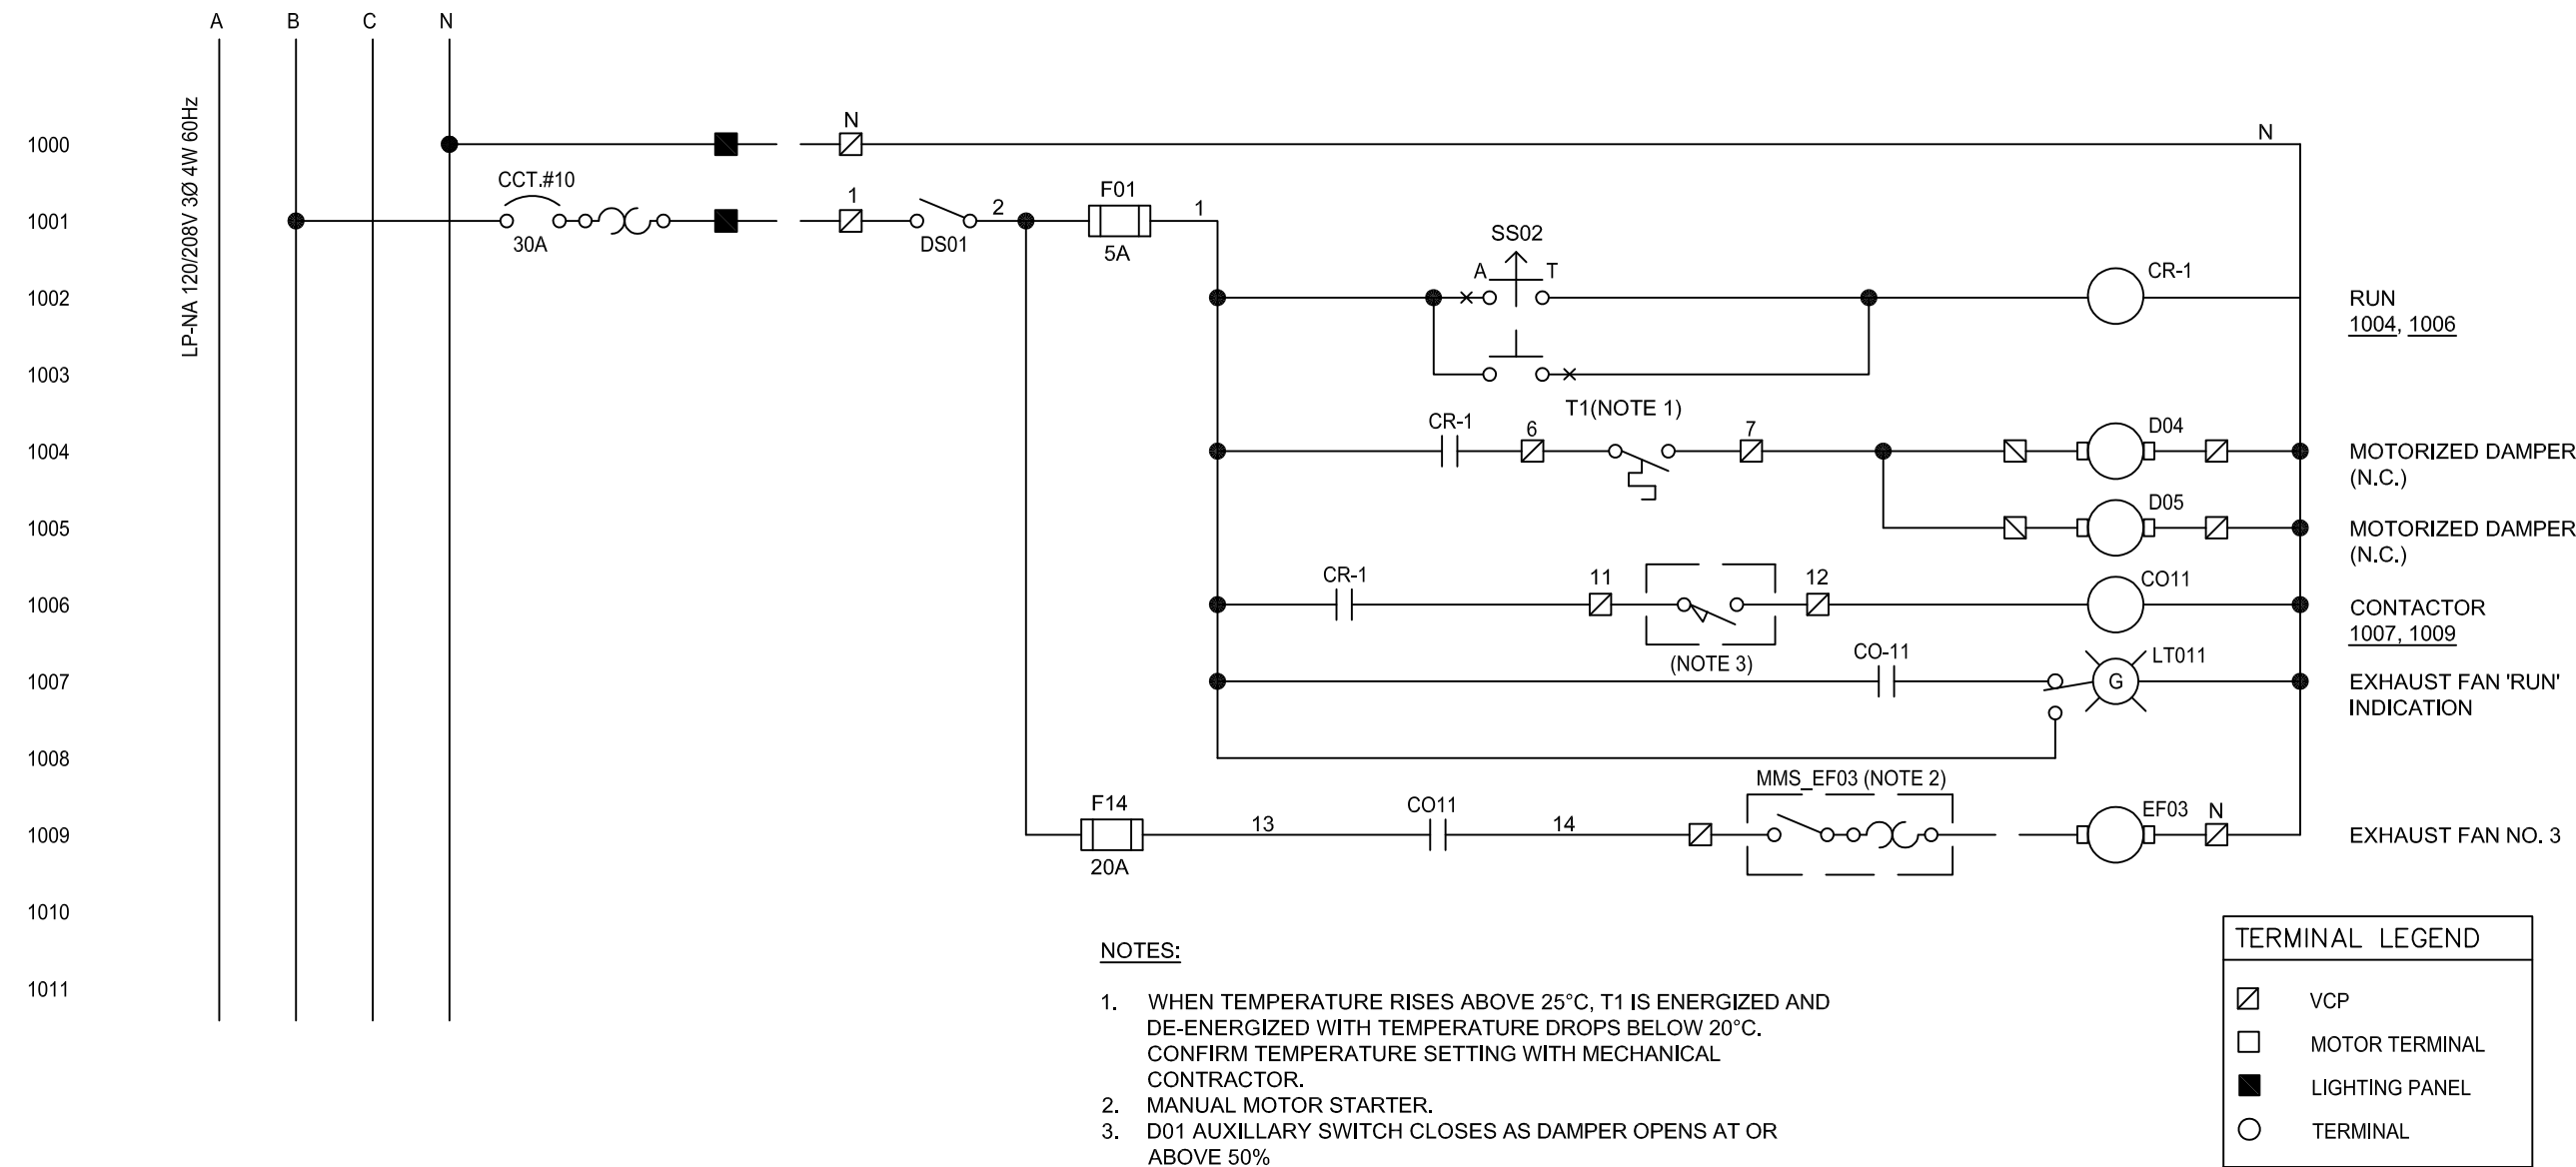 A B C N
LP-NA 120/208V 3Ø 4W 60Hz
1000
N
N
1001
CCT.#10
30A
1
DS01
2
F01
5A
1
1002
SS02
A
T
CR-1
RUN
1004, 1006
1003
1004
CR-1
6
T1(NOTE 1)
7
D04
MOTORIZED DAMPER
(N.C.)
1005
D05
MOTORIZED DAMPER
(N.C.)
1006
CR-1
11
(NOTE 3)
12
CO11
CONTACTOR
1007, 1009
1007
CO-11
G
LT011
EXHAUST FAN 'RUN'
INDICATION
1008
1009
F14
20A
13
CO11
14
MMS_EF03 (NOTE 2)
EF03
N
EXHAUST FAN NO. 3
1010
1011
NOTES:
1. WHEN TEMPERATURE RISES ABOVE 25°C, T1 IS ENERGIZED AND
DE-ENERGIZED WITH TEMPERATURE DROPS BELOW 20°C.
CONFIRM TEMPERATURE SETTING WITH MECHANICAL
CONTRACTOR.
2. MANUAL MOTOR STARTER.
3. D01 AUXILLARY SWITCH CLOSES AS DAMPER OPENS AT OR
ABOVE 50%
TERMINAL LEGEND
VCP
MOTOR TERMINAL
LIGHTING PANEL
TERMINAL